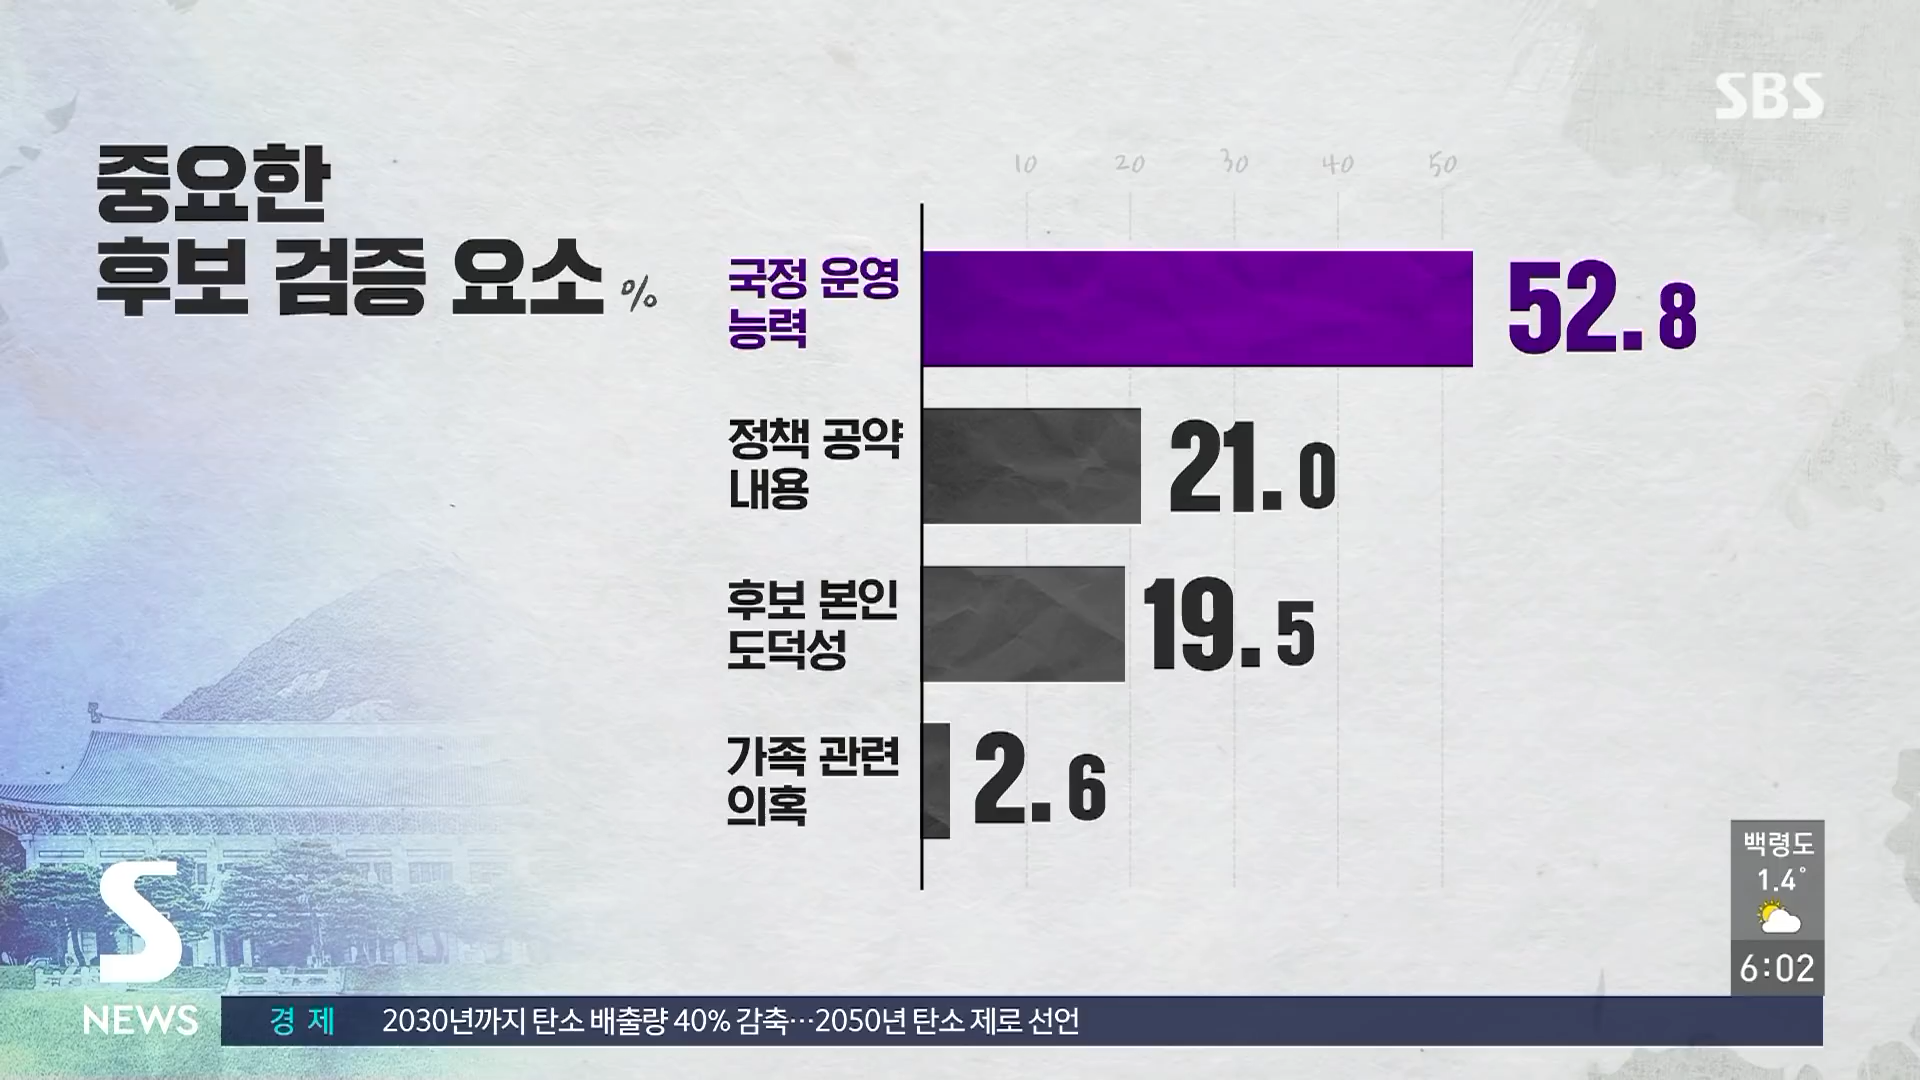 SBS
중요한
후보 검증 요소 %
10 20 30 40 50
국정 운영
능력
52.8
정책 공약
내용
21.0
후보 본인
도덕성
19.5
가족 관련
의혹
2.6
백령도
1.4°
6:02
S
NEWS
경제 2030년까지 탄소 배출량 40% 감축…2050년 탄소 제로 선언